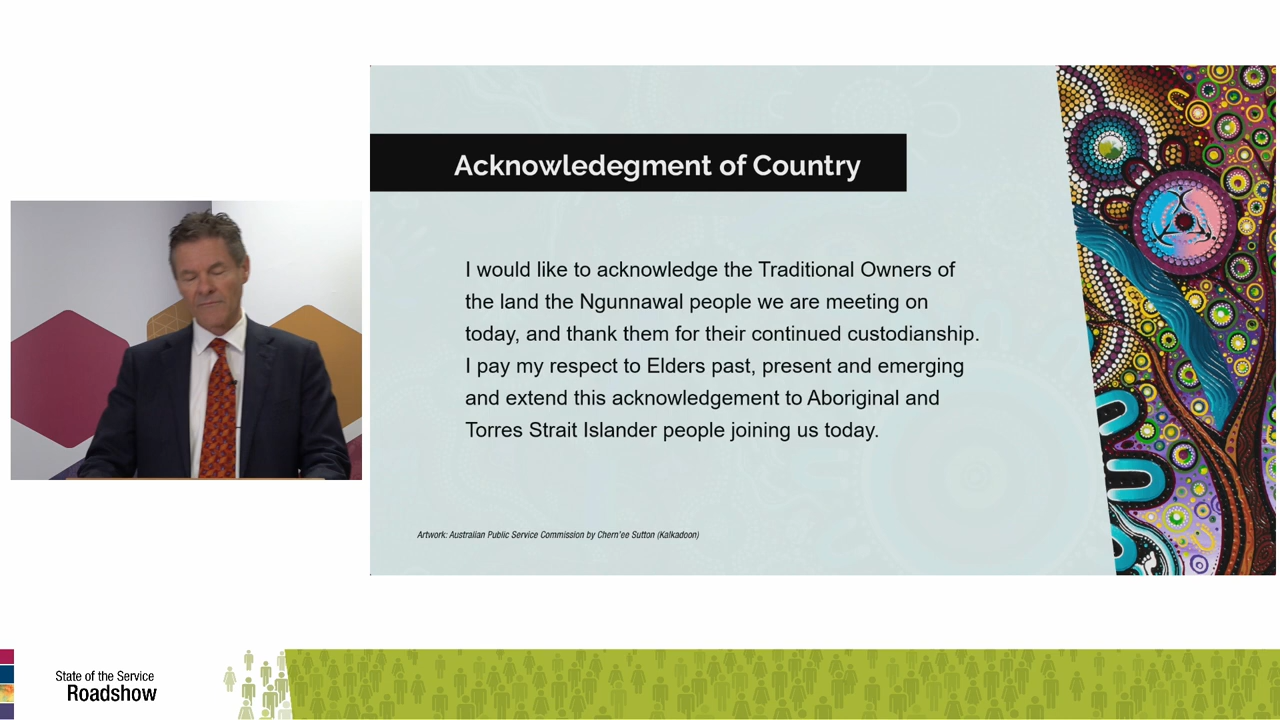 Acknowledegment of Country
I would like to acknowledge the Traditional Owners of
the land the Ngunnawal people we are meeting on
today, and thank them for their continued custodianship.
I pay my respect to Elders past, present and emerging
and extend this acknowledgement to Aboriginal and
Torres Strait Islander people joining us today.
Artwork: Australian Public Service Commission by Chern'ee Sutton (Kalkadoon)
State of the Service
Roadshow